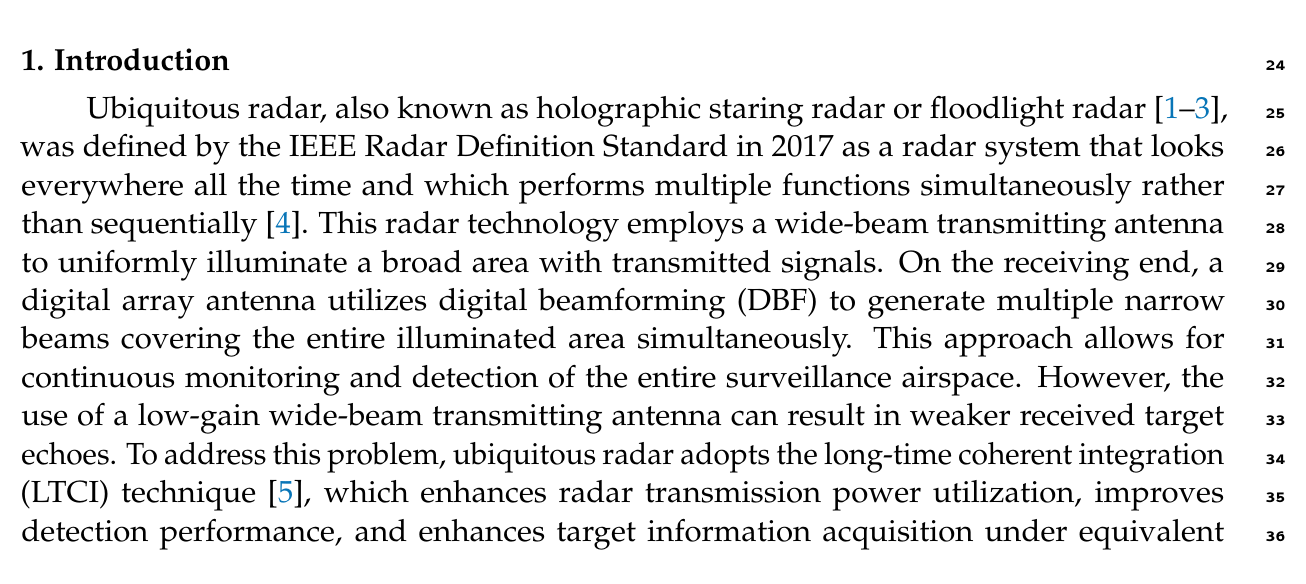 1. Introduction 24
Ubiquitous radar, also known as holographic staring radar or floodlight radar [1–3], 25
was defined by the IEEE Radar Definition Standard in 2017 as a radar system that looks 26
everywhere all the time and which performs multiple functions simultaneously rather 27
than sequentially [4]. This radar technology employs a wide-beam transmitting antenna 28
to uniformly illuminate a broad area with transmitted signals. On the receiving end, a 29
digital array antenna utilizes digital beamforming (DBF) to generate multiple narrow 30
beams covering the entire illuminated area simultaneously. This approach allows for 31
continuous monitoring and detection of the entire surveillance airspace. However, the 32
use of a low-gain wide-beam transmitting antenna can result in weaker received target 33
echoes. To address this problem, ubiquitous radar adopts the long-time coherent integration 34
(LTCI) technique [5], which enhances radar transmission power utilization, improves 35
detection performance, and enhances target information acquisition under equivalent 36